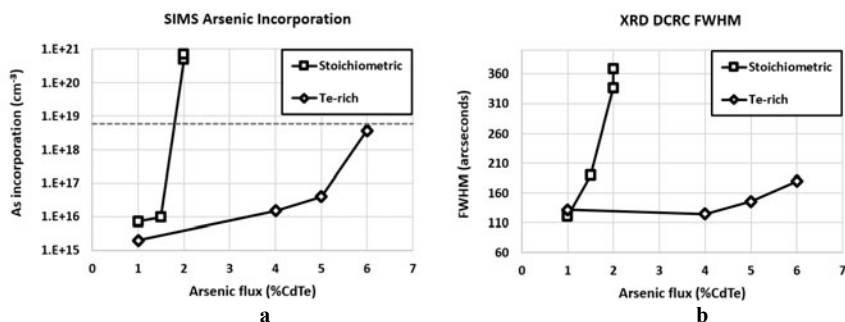 SIMS Arsenic Incorporation
As incorporation (cm⁻³)
1.E+21
1.E+20
1.E+19
1.E+18
1.E+17
1.E+16
1.E+15
Stoichiometric
Te-rich
0 1 2 3 4 5 6 7
Arsenic flux (%CdTe)
a
XRD DCRC FWHM
FWHM (arcseconds)
360
310
260
210
160
110
60
Stoichiometric
Te-rich
0 1 2 3 4 5 6 7
Arsenic flux (%CdTe)
b